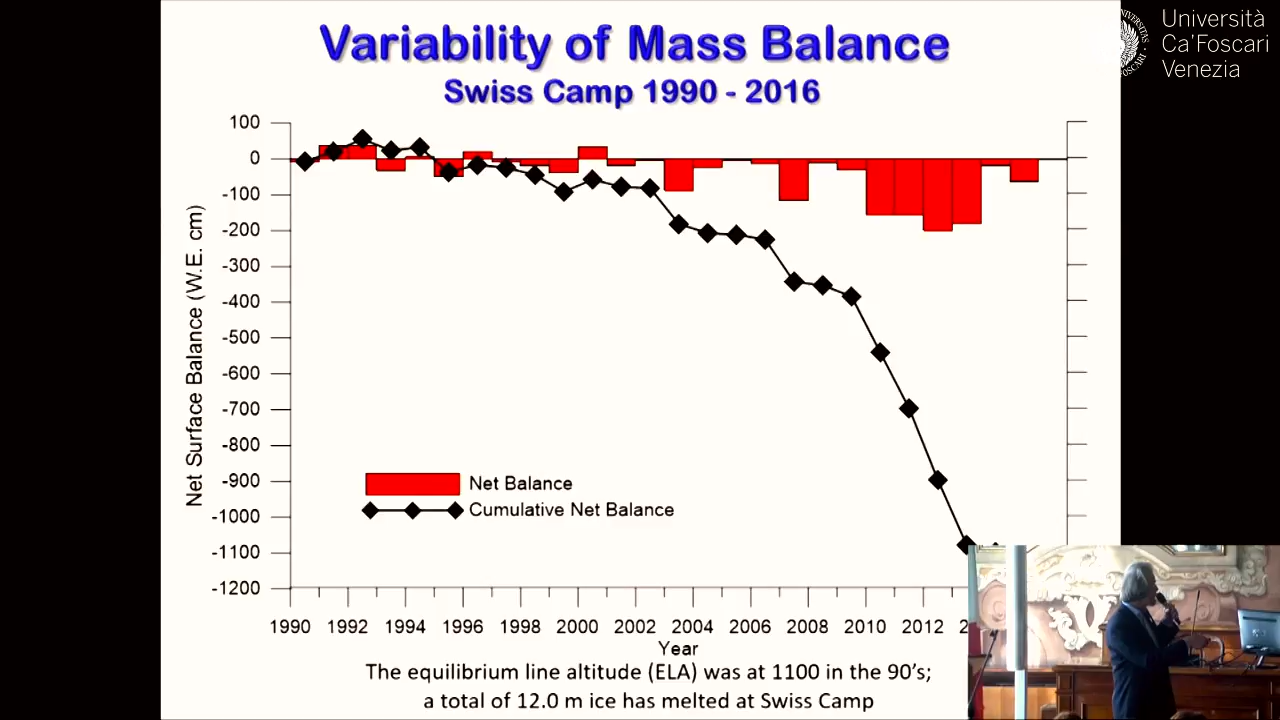 Variability of Mass Balance
Swiss Camp 1990 - 2016
Università
Ca'Foscari
Venezia
100
0
-100
-200
-300
-400
-500
-600
-700
-800
-900
-1000
-1100
-1200
Net Surface Balance (W.E. cm)
Net Balance
Cumulative Net Balance
1990 1992 1994 1996 1998 2000 2002 2004 2006 2008 2010 2012
Year
The equilibrium line altitude (ELA) was at 1100 in the 90's;
a total of 12.0 m ice has melted at Swiss Camp